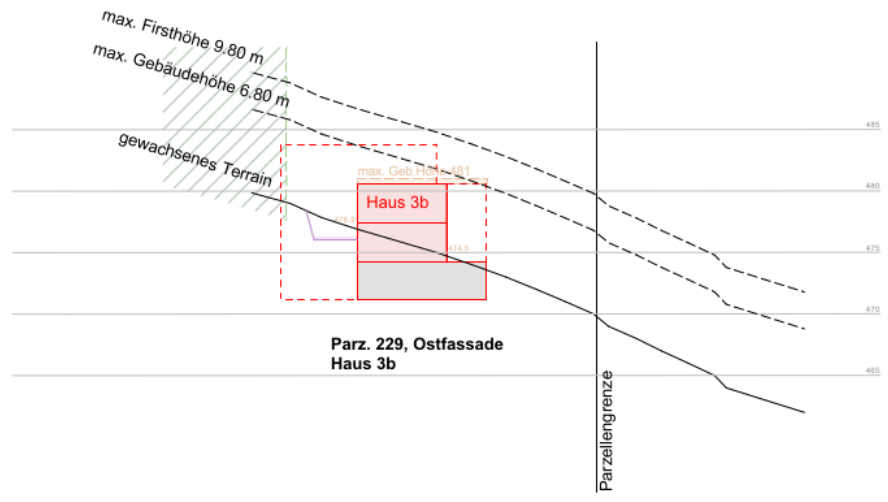 max. Firsthöhe 9.80 m
max. Gebäudehöhe 6.80 m
gewachsenes Terrain
485
max. Geb.Höhe 481
480
Haus 3b
476.9
474.5
475
470
Parz. 229, Ostfassade
Haus 3b
465
Parzellengrenze